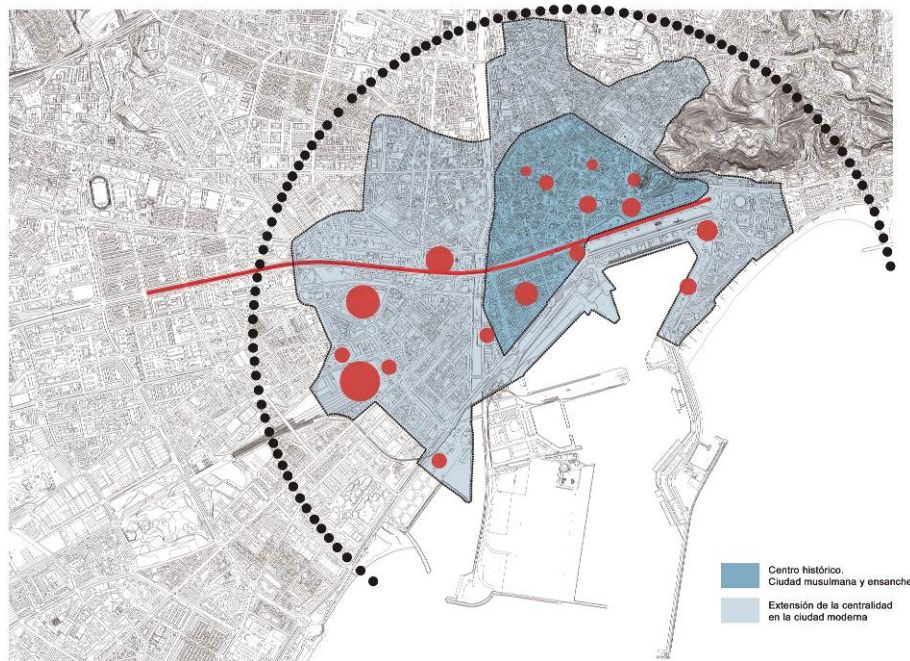 Centro histórico.
Ciudad musulmana y ensanche
Extensión de la centralidad
en la ciudad moderna